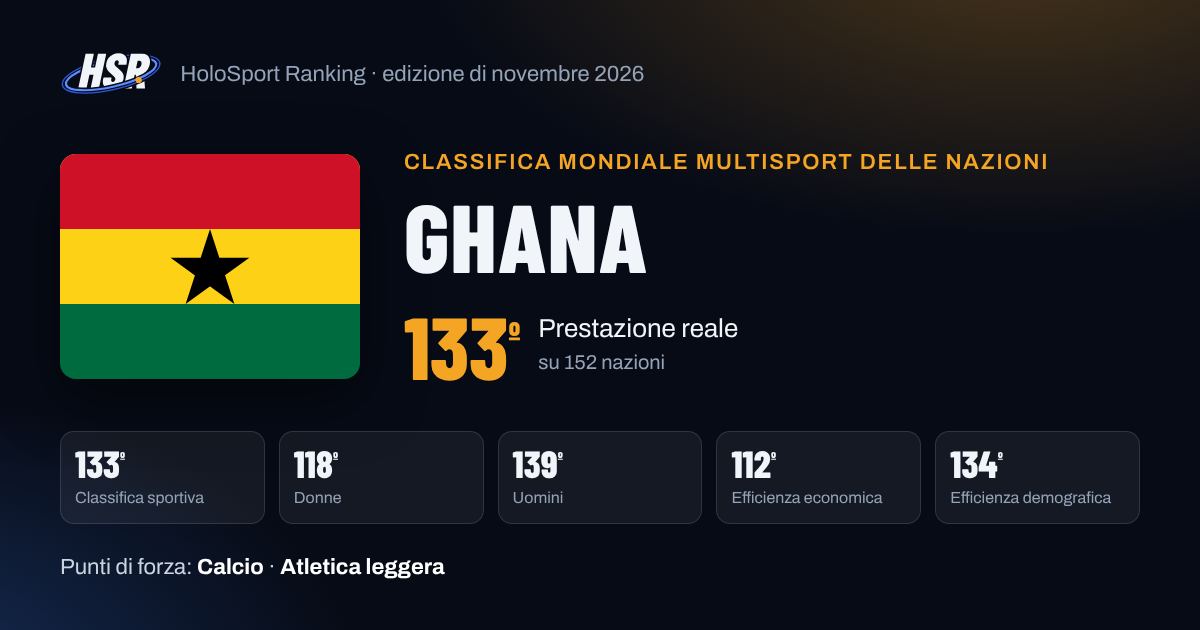 HSR
HoloSport Ranking · edizione di novembre 2026
CLASSIFICA MONDIALE MULTISPORT DELLE NAZIONI
GHANA
133º
Prestazione reale
su 152 nazioni
133º
Classifica sportiva
118º
Donne
139º
Uomini
112º
Efficienza economica
134º
Efficienza demografica
Punti di forza: Calcio · Atletica leggera